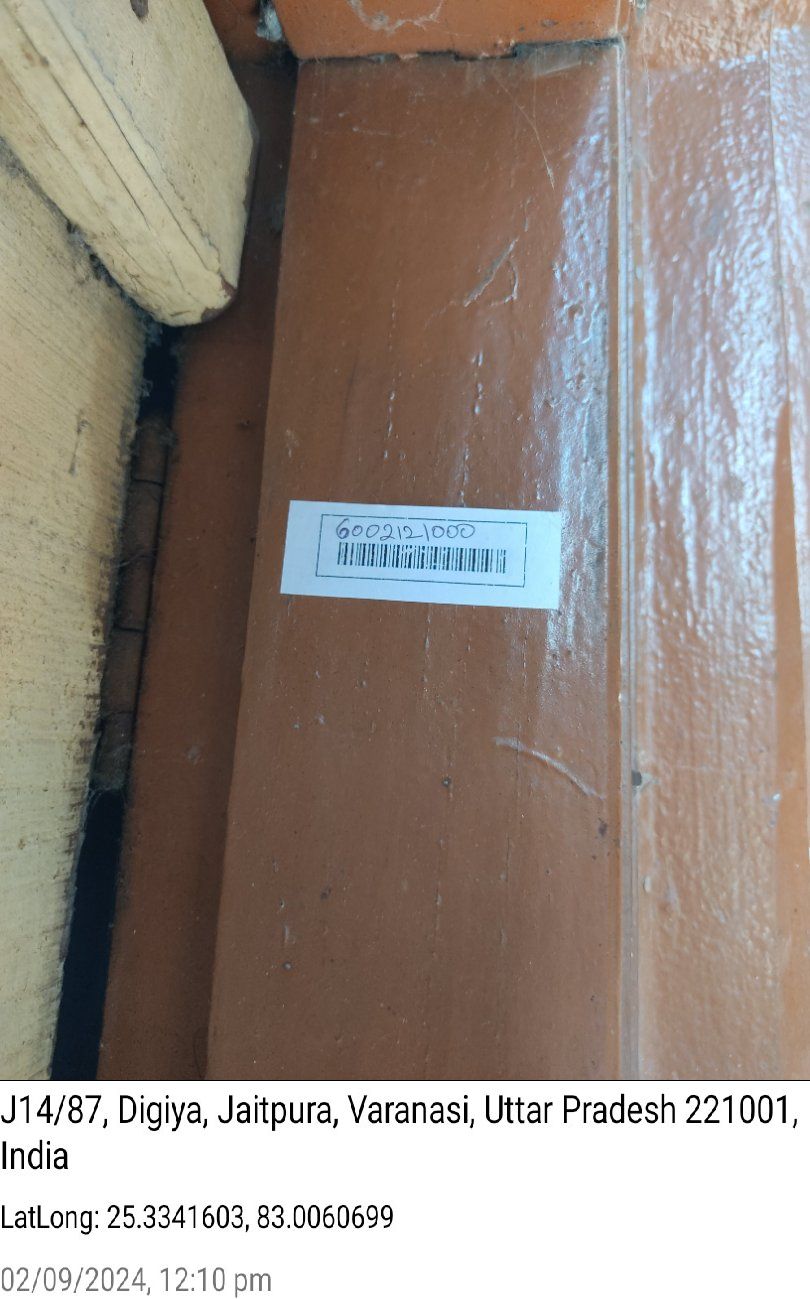 6002121000
J14/87, Digiya, Jaitpura, Varanasi, Uttar Pradesh 221001,
India
LatLong: 25.3341603, 83.0060699
02/09/2024, 12:10 pm